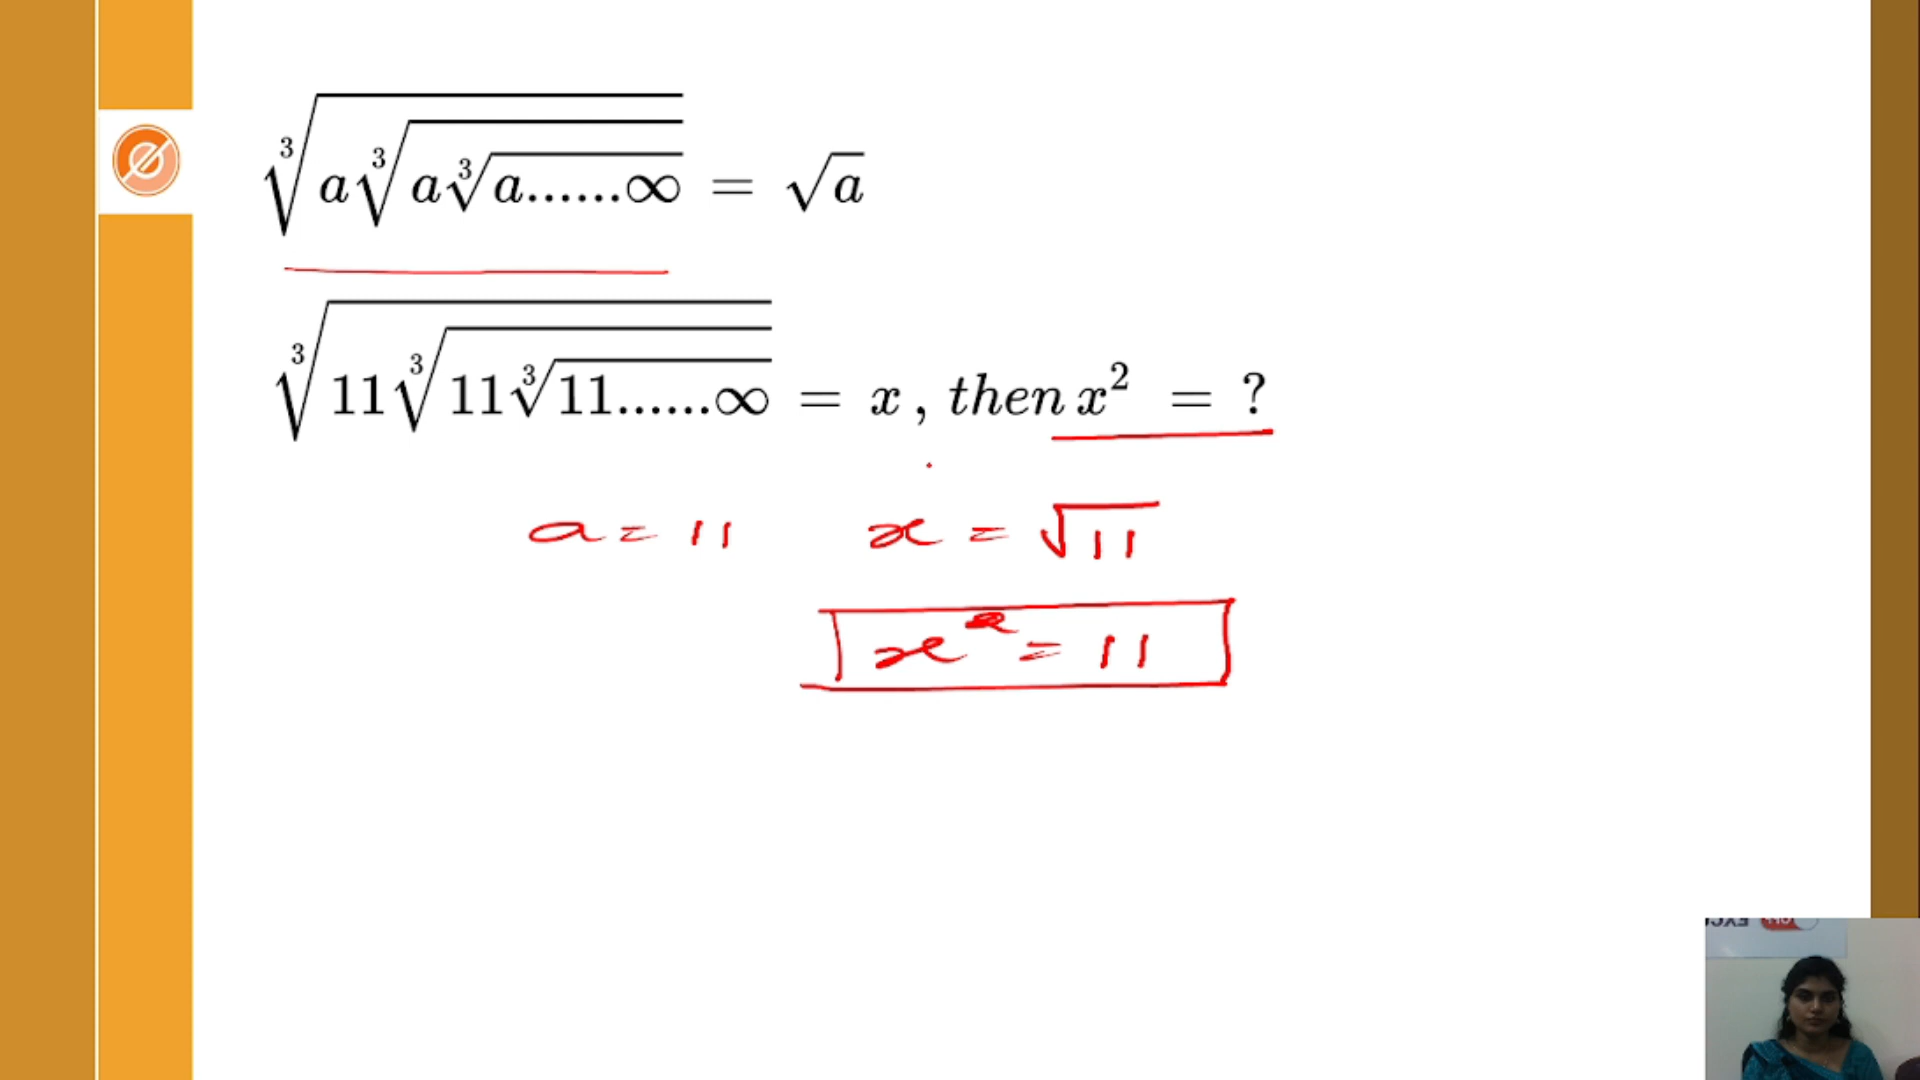 ∛(a∛(a∛(a......∞))) = √a
∛(11∛(11∛(11......∞))) = x , then x² = ?
a = 11 x = √11
x² = 11